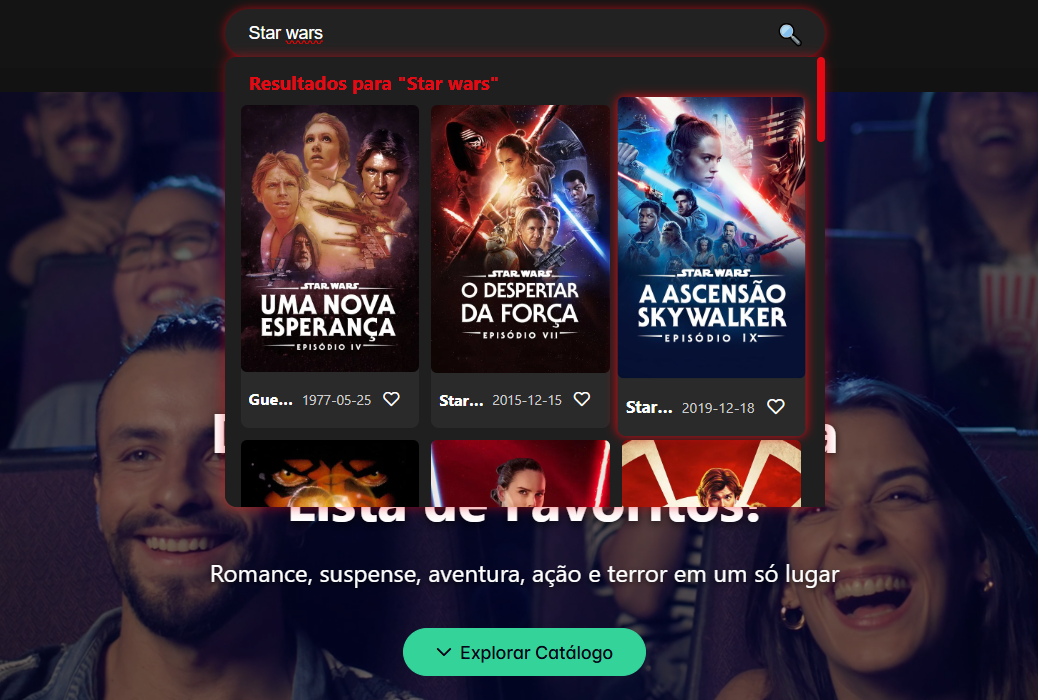 Star wars
Resultados para "Star wars"
STAR WARS
UMA NOVA
ESPERANÇA
EPISÓDIO IV
STAR WARS
O DESPERTAR
DA FORÇA
EPISÓDIO VII
STAR WARS
A ASCENSÃO
SKYWALKER
EPISÓDIO IX
Gue... 1977-05-25
Star... 2015-12-15
Star... 2019-12-18
Lista de Favoritos!
Romance, suspense, aventura, ação e terror em um só lugar
Explorar Catálogo